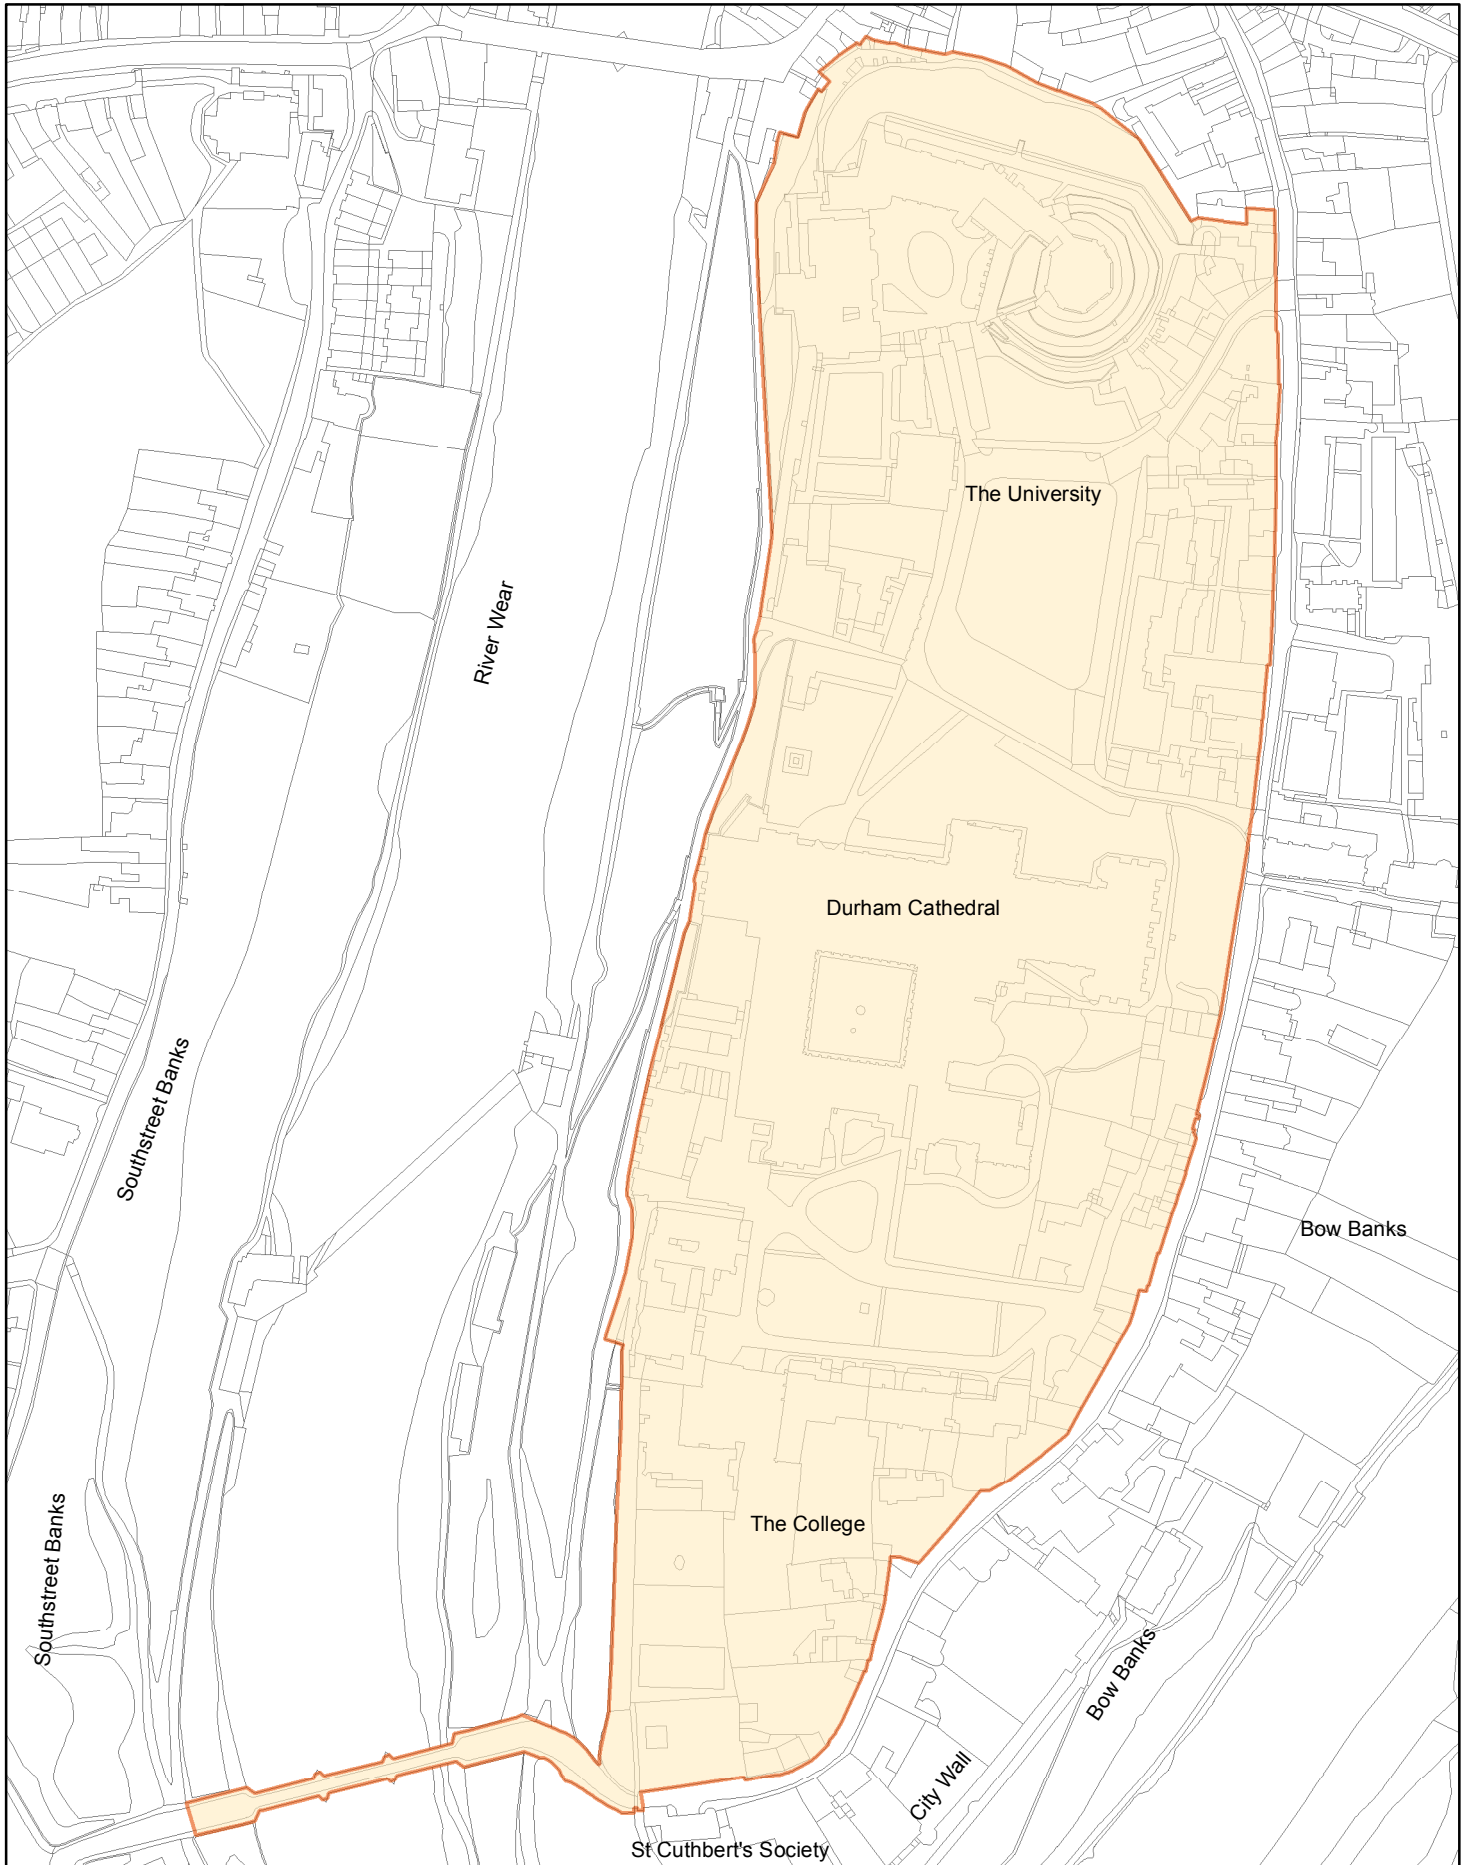 The University
River Wear
Durham Cathedral
Southstreet Banks
Bow Banks
The College
Southstreet Banks
Bow Banks
City Wall
St Cuthbert's Society